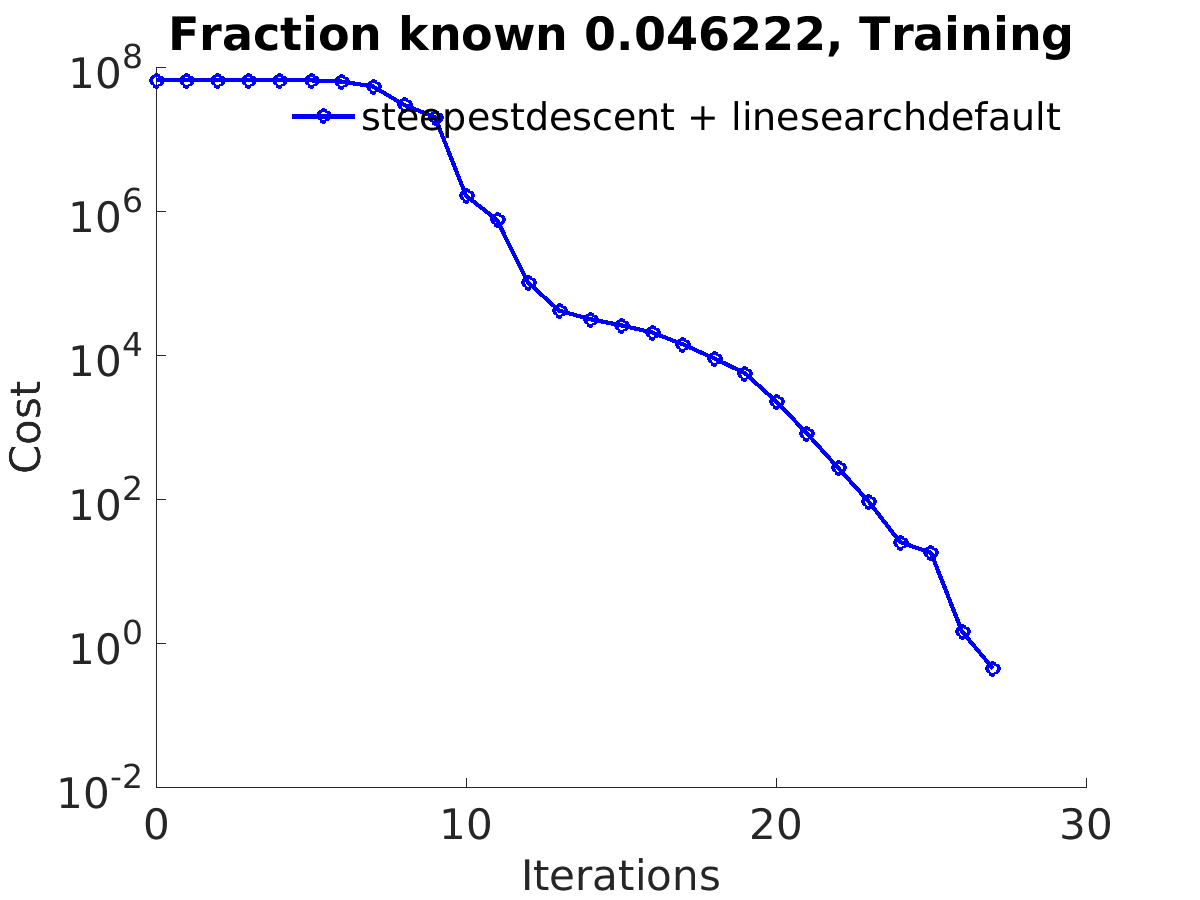 Fraction known 0.046222, Training
steepestdescent + linesearchdefault
Cost
10^8
10^6
10^4
10^2
10^0
10^-2
0 10 20 30
Iterations